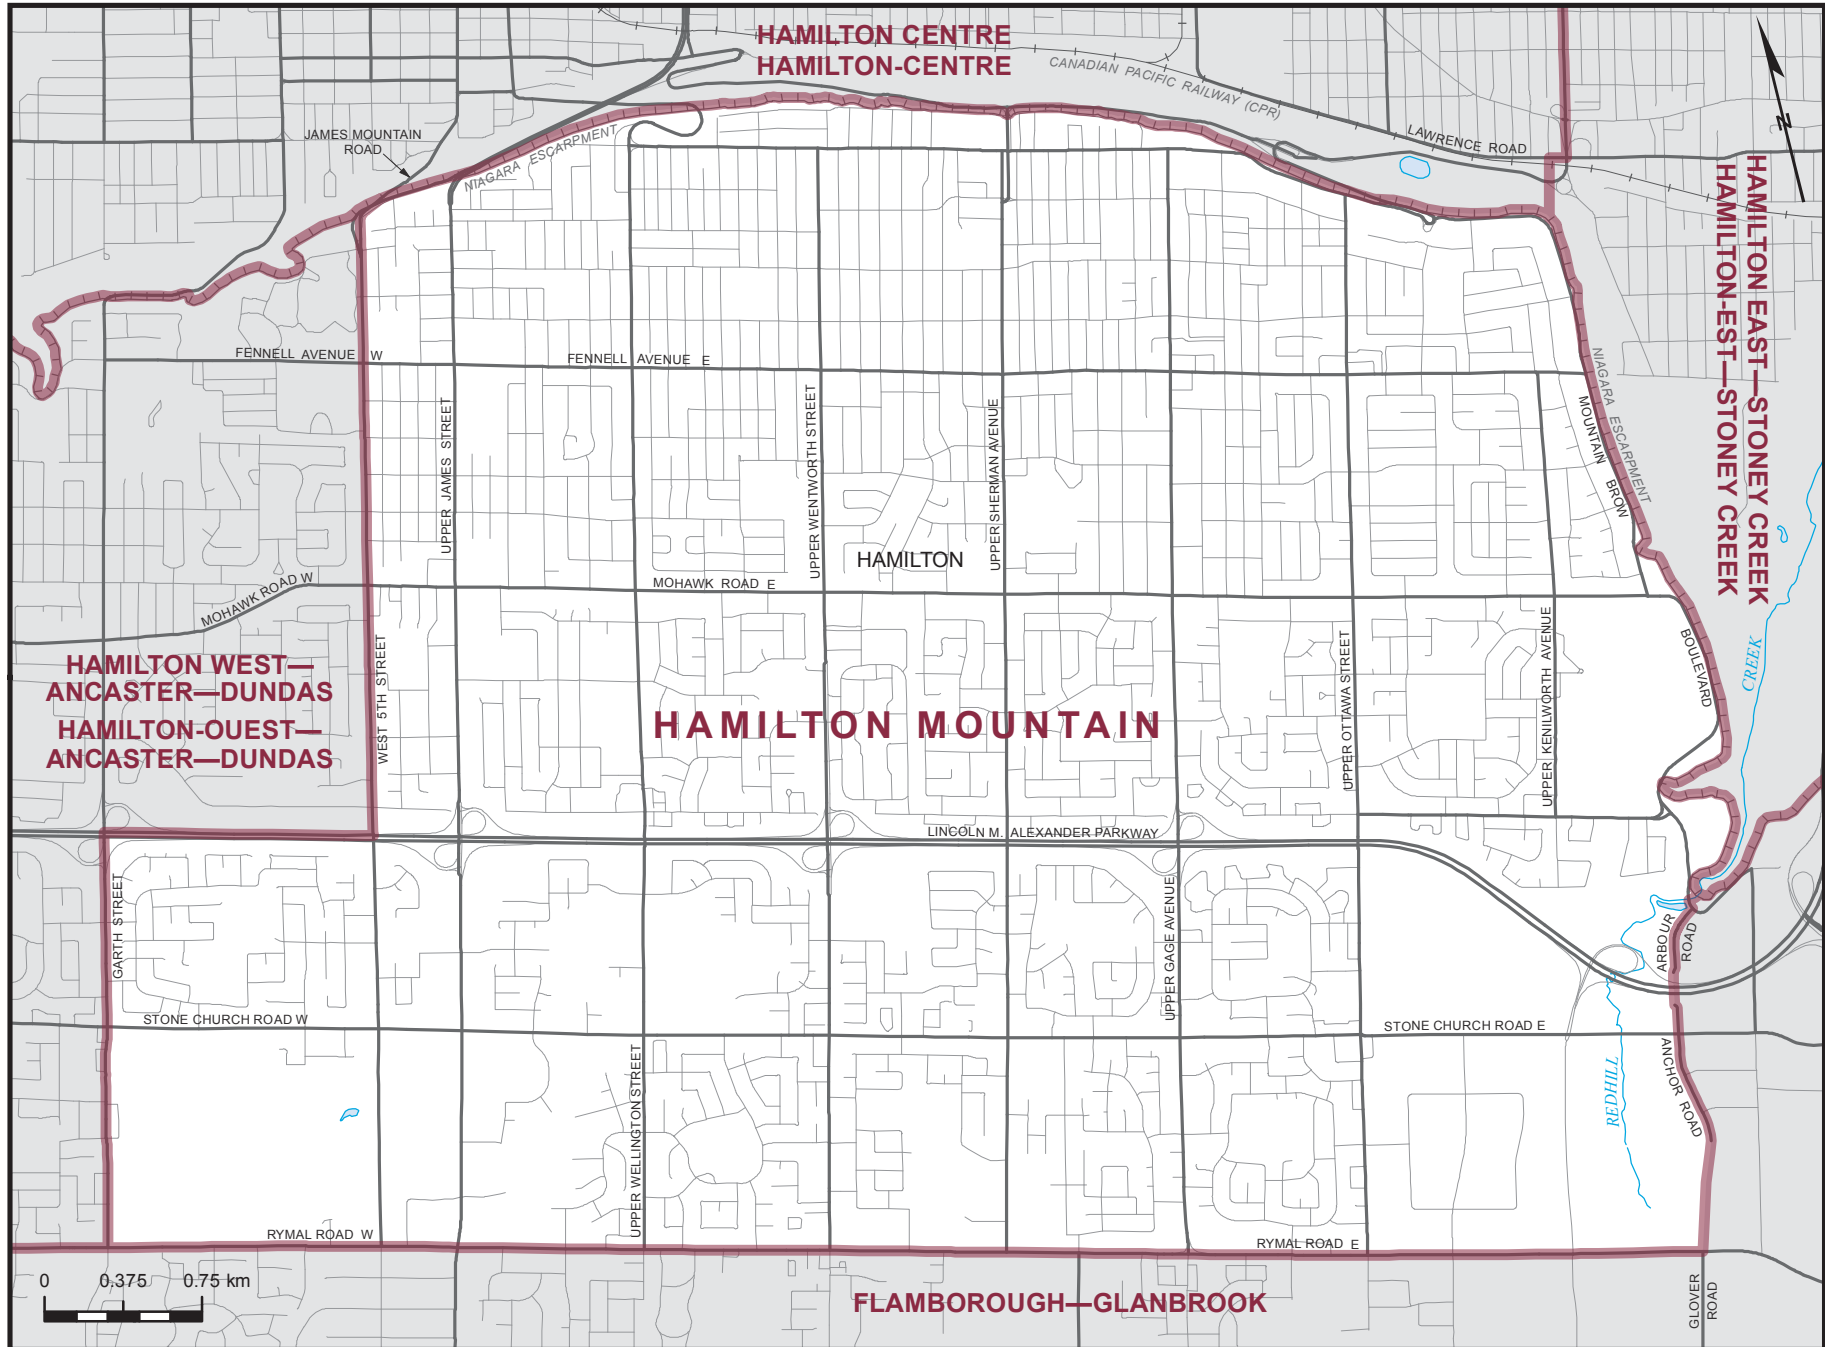 HAMILTON CENTRE
HAMILTON-CENTRE
CANADIAN PACIFIC RAILWAY (CPR)
JAMES MOUNTAIN
ROAD
LAWRENCE ROAD
NIAGARA ESCARPMENT
HAMILTON EAST—STONEY CREEK
HAMILTON-EST—STONEY CREEK
FENNELL AVENUE W
FENNELL AVENUE E
NIAGARA ESCARPMENT
MOUNTAIN BROW BOULEVARD
UPPER JAMES STREET
UPPER WENTWORTH STREET
UPPER SHERMAN AVENUE
HAMILTON
MOHAWK ROAD W
MOHAWK ROAD E
HAMILTON WEST—
ANCASTER—DUNDAS
HAMILTON-OUEST—
ANCASTER—DUNDAS
WEST 5TH STREET
HAMILTON MOUNTAIN
UPPER OTTAWA STREET
UPPER KENILWORTH AVENUE
REDHILL CREEK
LINCOLN M. ALEXANDER PARKWAY
GARTH STREET
UPPER GAGE AVENUE
ARBOUR
ROAD
STONE CHURCH ROAD W
STONE CHURCH ROAD E
UPPER WELLINGTON STREET
ANCHOR ROAD
RYMAL ROAD W
RYMAL ROAD E
0 0.375 0.75 km
FLAMBOROUGH—GLANBROOK
GLOVER
ROAD